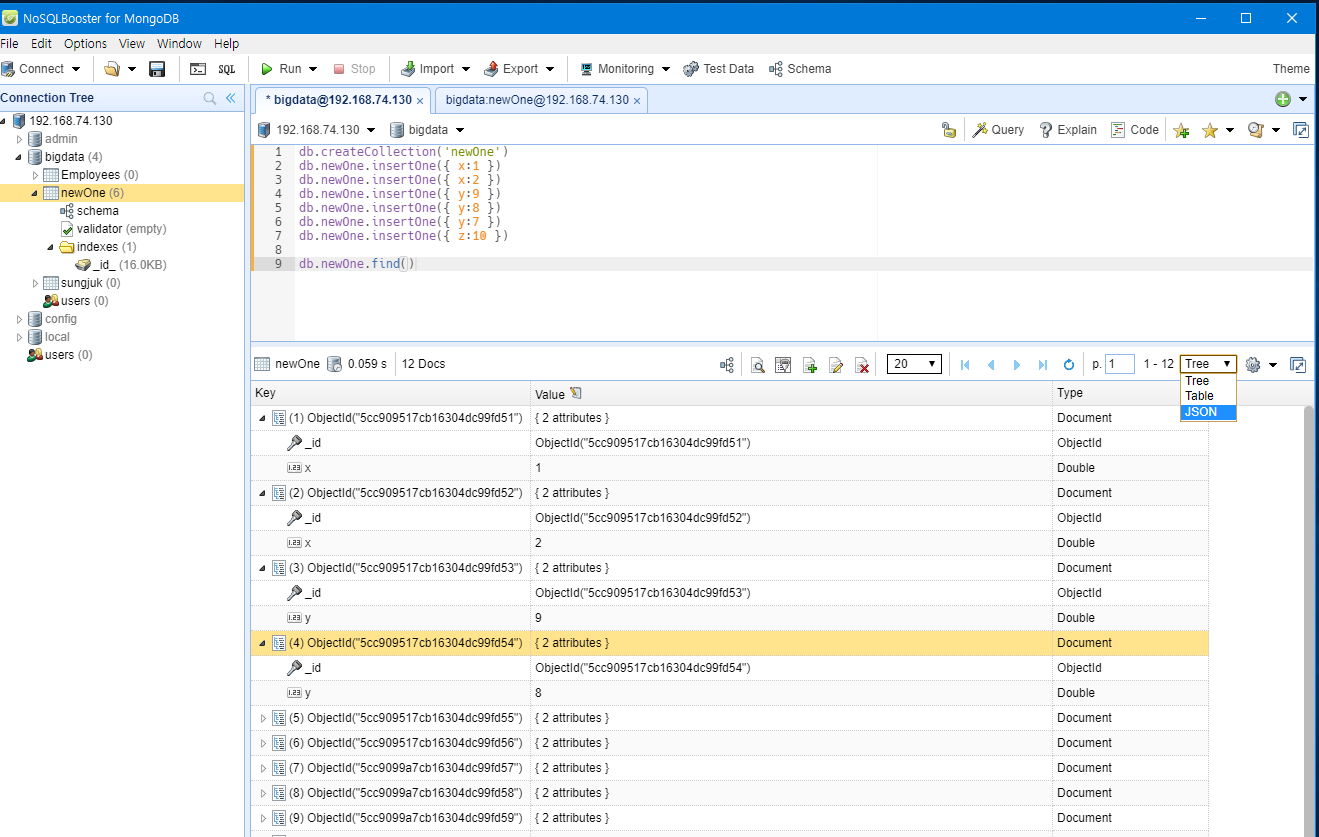 NoSQLBooster for MongoDB
File Edit Options View Window Help
Connect SQL Run Stop Import Export Monitoring Test Data Schema Theme
Connection Tree
192.168.74.130
admin
bigdata (4)
Employees (0)
newOne (6)
schema
validator (empty)
indexes (1)
_id_ (16.0KB)
sungjuk (0)
users (0)
config
local
users (0)
* bigdata@192.168.74.130 × bigdata:newOne@192.168.74.130 ×
192.168.74.130 bigdata Query Explain Code
1 db.createCollection('newOne')
2 db.newOne.insertOne({ x:1 })
3 db.newOne.insertOne({ x:2 })
4 db.newOne.insertOne({ y:9 })
5 db.newOne.insertOne({ y:8 })
6 db.newOne.insertOne({ y:7 })
7 db.newOne.insertOne({ z:10 })
8
9 db.newOne.find()
newOne 0.059 s 12 Docs 20 p. 1 1 - 12 Tree
Tree
Table
JSON
Key Value Type
(1) ObjectId("5cc909517cb16304dc99fd51") { 2 attributes } Document
_id ObjectId("5cc909517cb16304dc99fd51") ObjectId
1.23 x 1 Double
(2) ObjectId("5cc909517cb16304dc99fd52") { 2 attributes } Document
_id ObjectId("5cc909517cb16304dc99fd52") ObjectId
1.23 x 2 Double
(3) ObjectId("5cc909517cb16304dc99fd53") { 2 attributes } Document
_id ObjectId("5cc909517cb16304dc99fd53") ObjectId
1.23 y 9 Double
(4) ObjectId("5cc909517cb16304dc99fd54") { 2 attributes } Document
_id ObjectId("5cc909517cb16304dc99fd54") ObjectId
1.23 y 8 Double
(5) ObjectId("5cc909517cb16304dc99fd55") { 2 attributes } Document
(6) ObjectId("5cc909517cb16304dc99fd56") { 2 attributes } Document
(7) ObjectId("5cc9099a7cb16304dc99fd57") { 2 attributes } Document
(8) ObjectId("5cc9099a7cb16304dc99fd58") { 2 attributes } Document
(9) ObjectId("5cc9099a7cb16304dc99fd59") { 2 attributes } Document